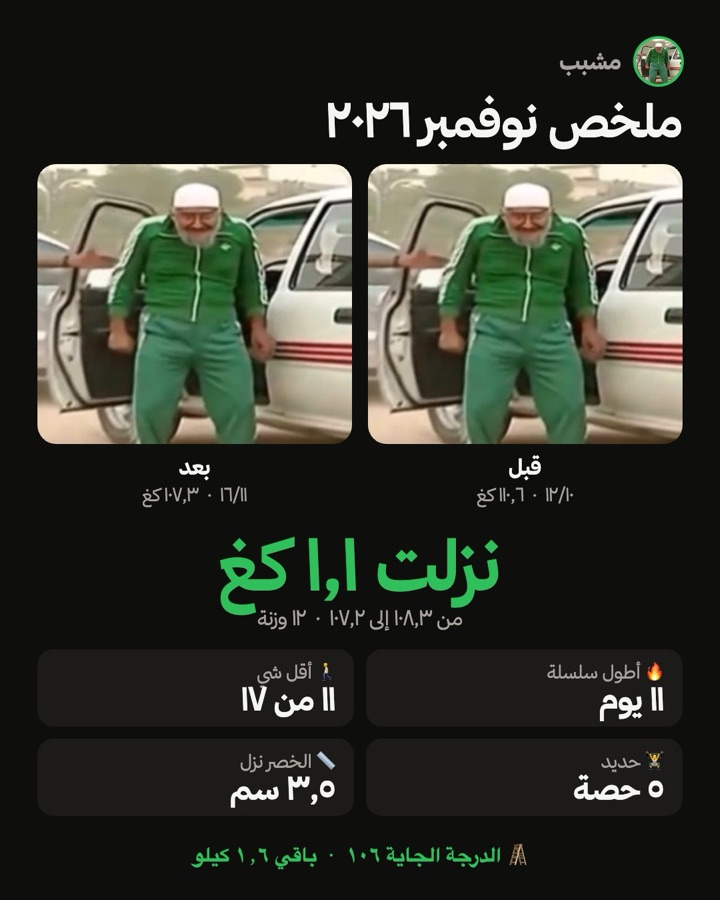 مشبب
ملخص نوفمبر ٢٠٢٦
قبل
١٢/١٠ · ١١٠,٦ كغ
بعد
١٦/١١ · ١٠٧,٣ كغ
نزلت ١,١ كغ
من ١٠٨,٣ إلى ١٠٧,٢ · ١٢ وزنة
🔥 أطول سلسلة
١١ يوم
🚶 أقل شي
١١ من ١٧
🏋 حديد
٥ حصة
📏 الخصر نزل
٣,٥ سم
🪜 الدرجة الجاية ١٠٦ · باقي ١,٦ كيلو